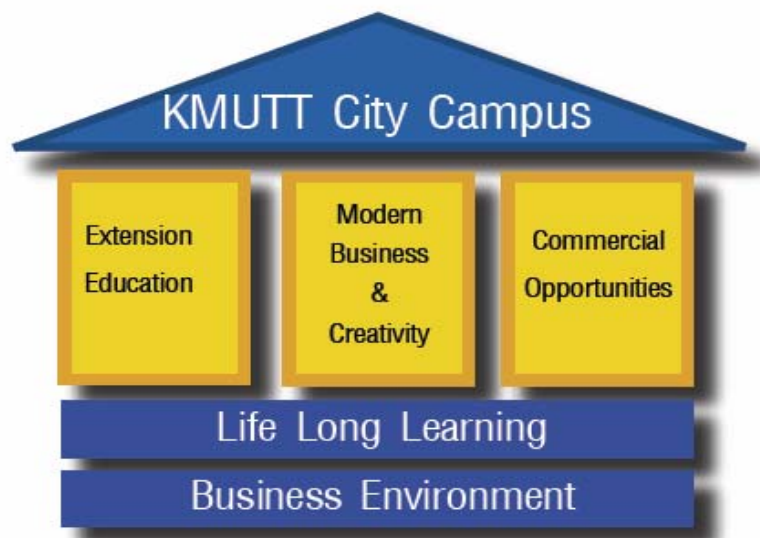 KMUTT City Campus
Extension
Education
Modern
Business
&
Creativity
Commercial
Opportunities
Life Long Learning
Business Environment